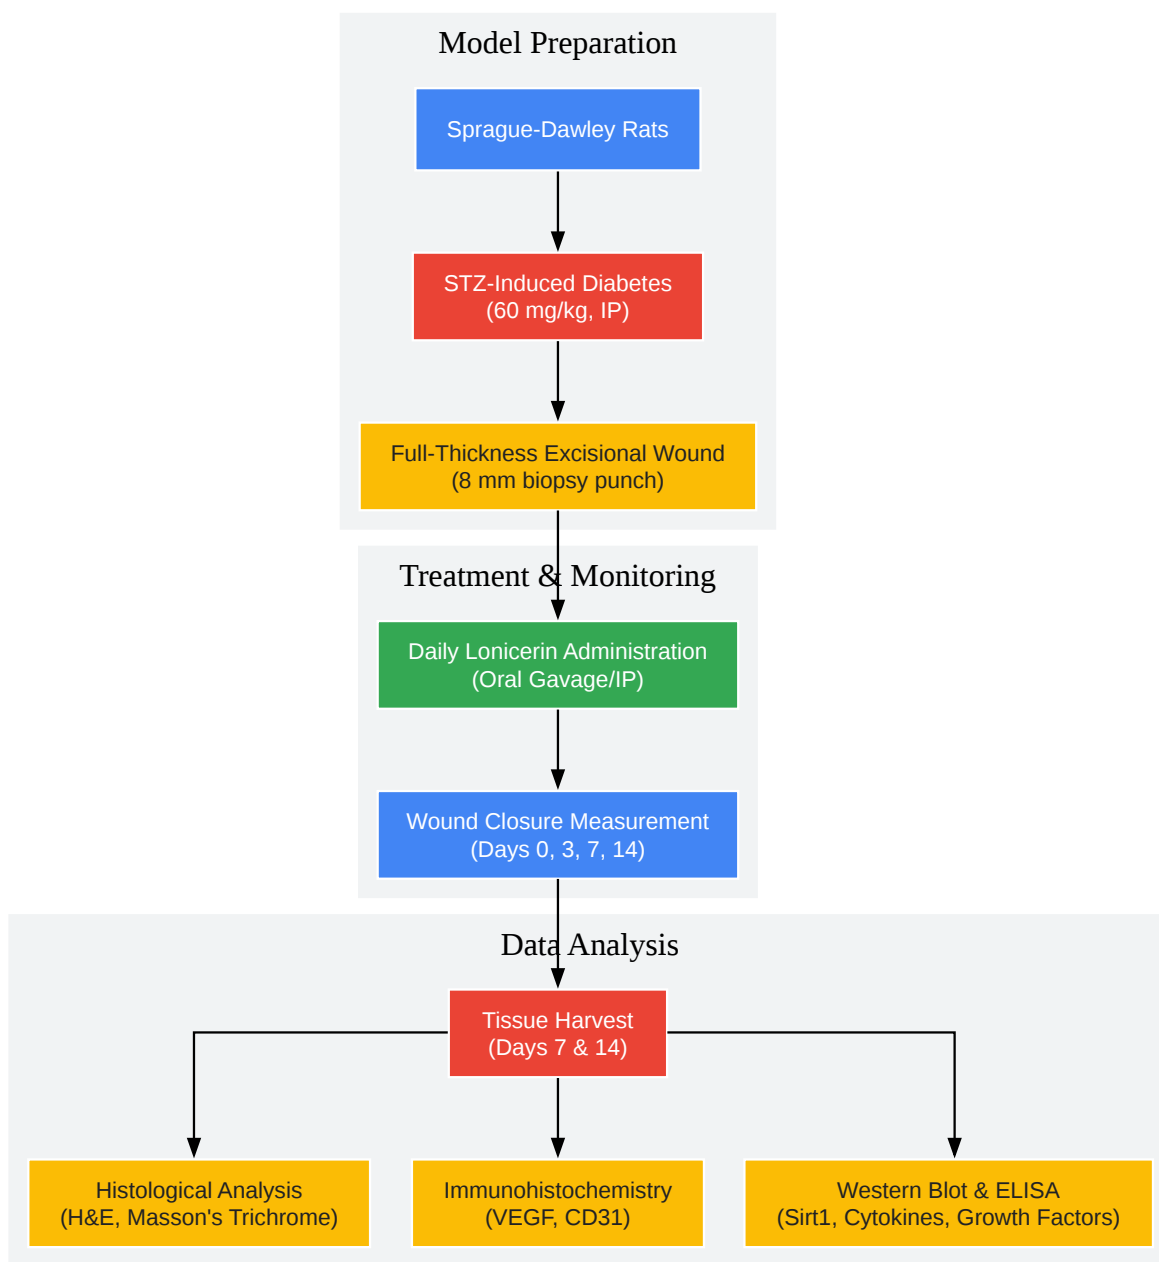 Model Preparation
Sprague-Dawley Rats
STZ-Induced Diabetes
(60 mg/kg, IP)
Full-Thickness Excisional Wound
(8 mm biopsy punch)
Treatment & Monitoring
Daily Lonicerin Administration
(Oral Gavage/IP)
Wound Closure Measurement
(Days 0, 3, 7, 14)
Data Analysis
Tissue Harvest
(Days 7 & 14)
Histological Analysis
(H&E, Masson's Trichrome)
Immunohistochemistry
(VEGF, CD31)
Western Blot & ELISA
(Sirt1, Cytokines, Growth Factors)